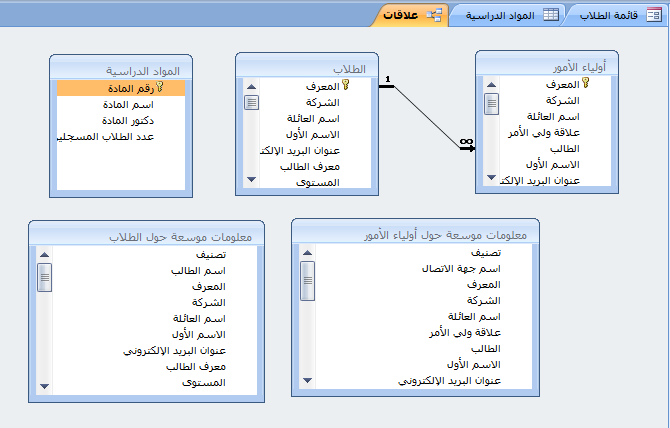 قائمة الطلاب
المواد الدراسية
علاقات
أولياء الأمور
المعرف
الشركة
اسم العائلة
علاقة ولي الأمر
الطالب
الاسم الأول
عنوان البريد الإلكتروني
∞
1
الطلاب
المعرف
الشركة
اسم العائلة
الاسم الأول
عنوان البريد الإلكت
معرف الطالب
المستوى
المواد الدراسية
رقم المادة
اسم المادة
دكتور المادة
عدد الطلاب المسجلين
معلومات موسعة حول أولياء الأمور
تصنيف
اسم جهة الاتصال
المعرف
الشركة
اسم العائلة
علاقة ولي الأمر
الطالب
الاسم الأول
عنوان البريد الإلكتروني
معلومات موسعة حول الطلاب
تصنيف
اسم الطالب
المعرف
الشركة
اسم العائلة
الاسم الأول
عنوان البريد الإلكتروني
معرف الطالب
المستوى